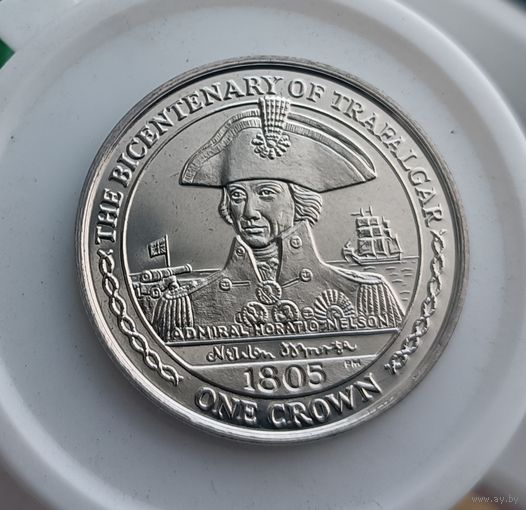 THE BICENTENARY OF TRAFALGAR
ADMIRAL HORATIO NELSON
1805
PM
ONE CROWN
www.ay.by